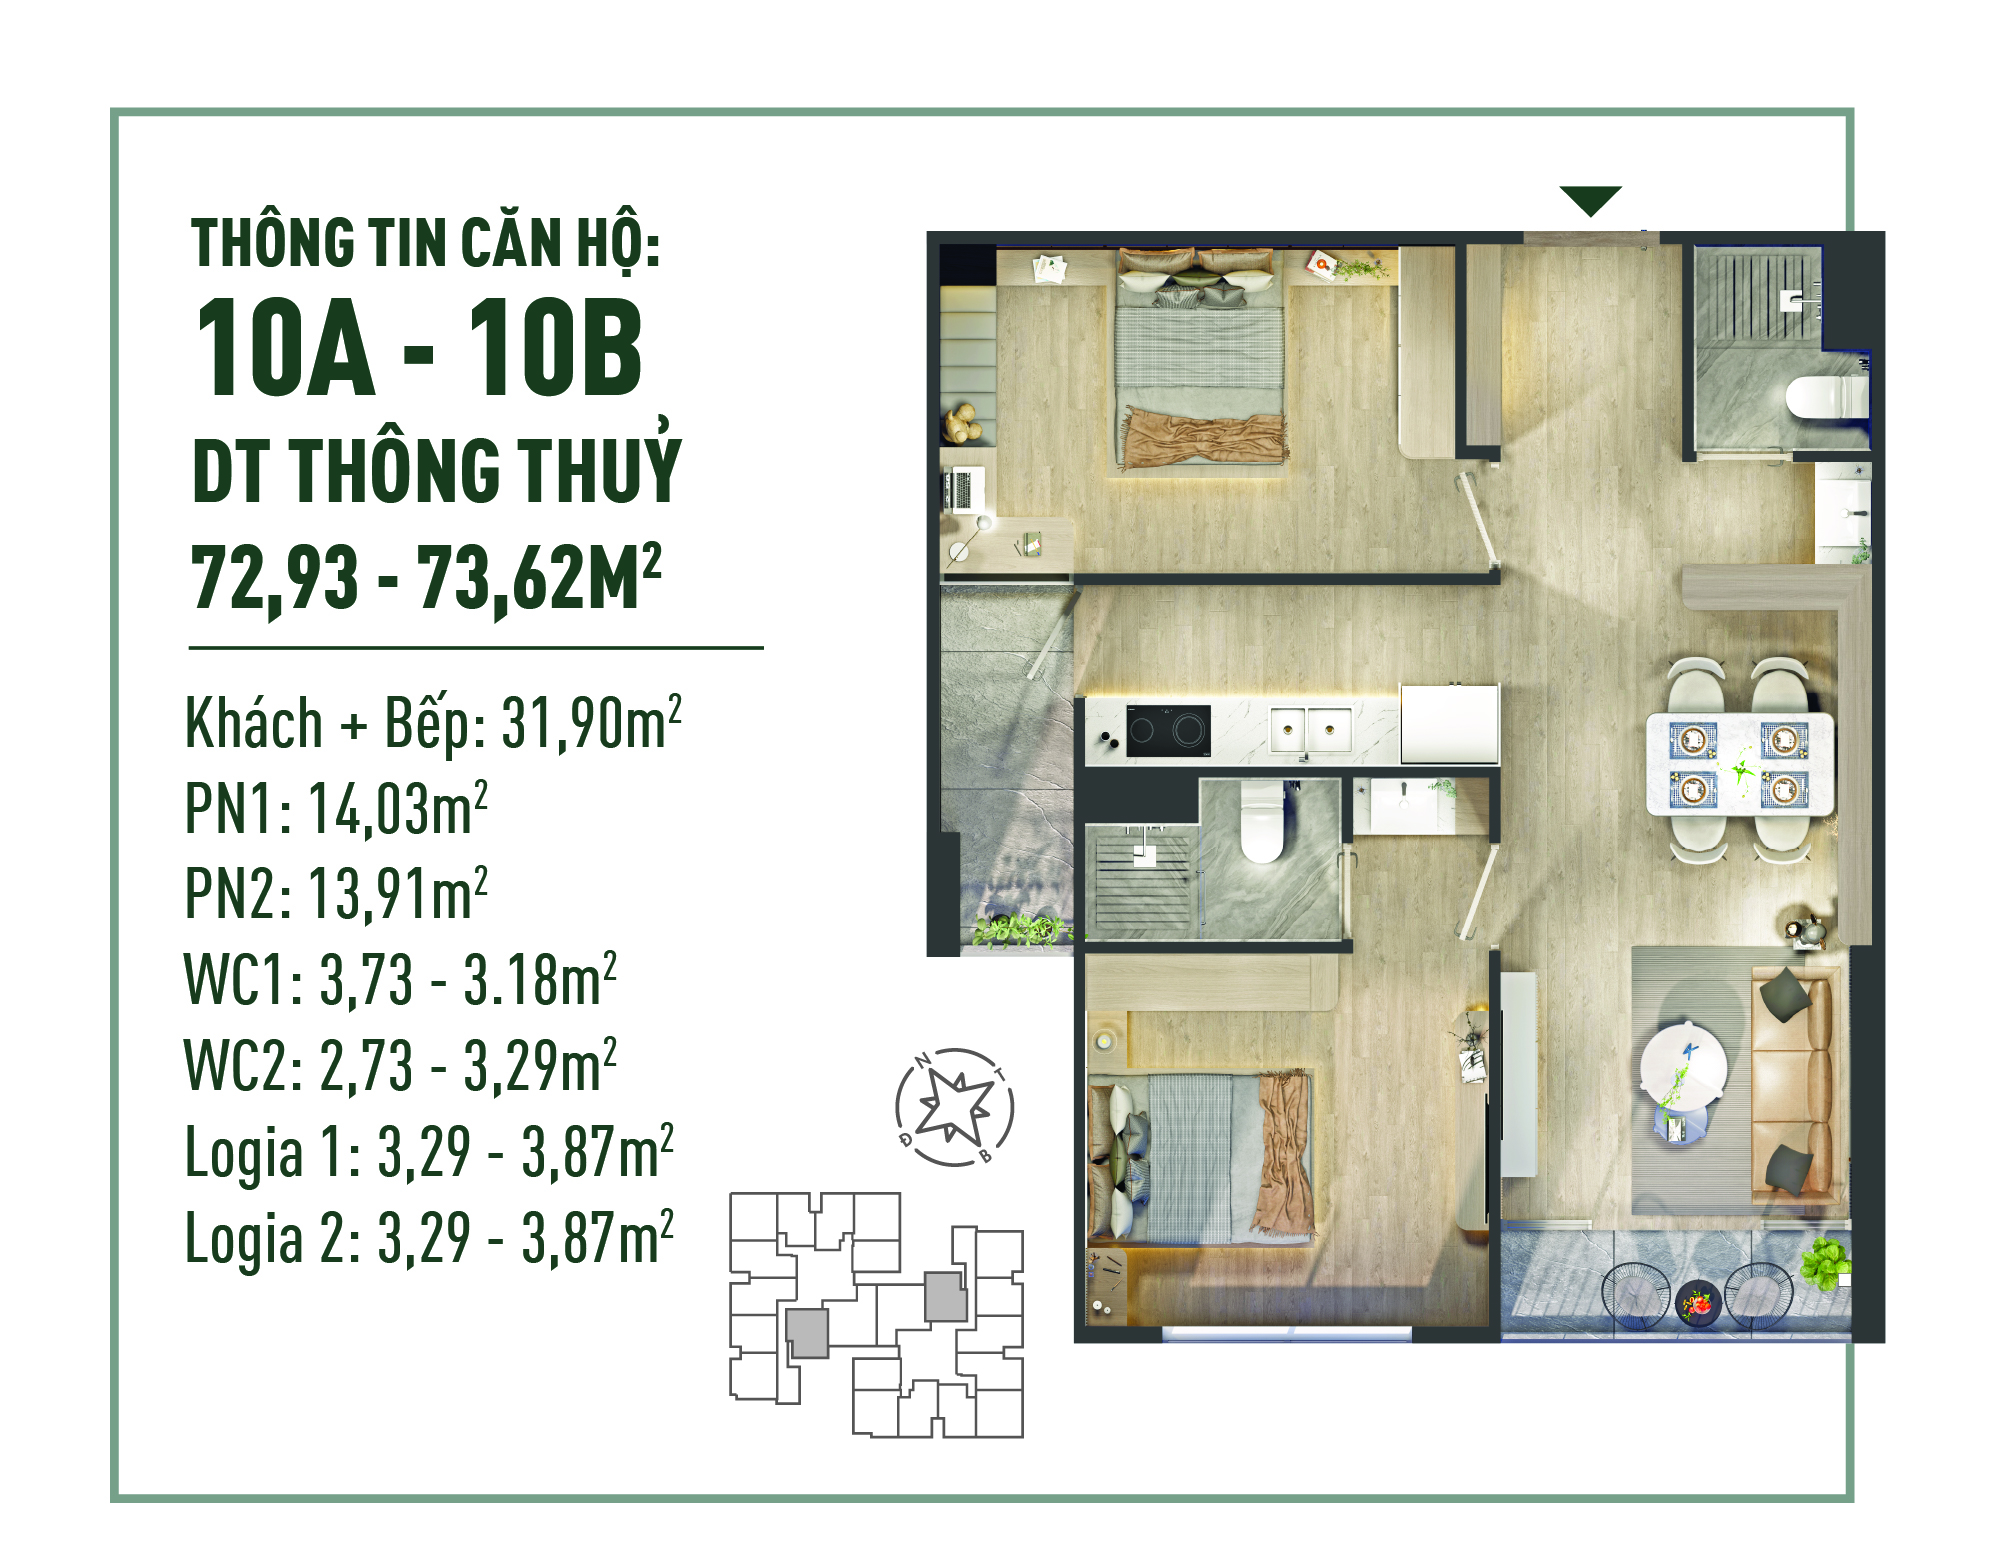 THÔNG TIN CĂN HỘ:
10A - 10B
DT THÔNG THUỶ
72,93 - 73,62M²
Khách + Bếp: 31,90m²
PN1: 14,03m²
PN2: 13,91m²
WC1: 3,73 - 3.18m²
WC2: 2,73 - 3,29m²
Logia 1: 3,29 - 3,87m²
Logia 2: 3,29 - 3,87m²
N
T
Đ
B